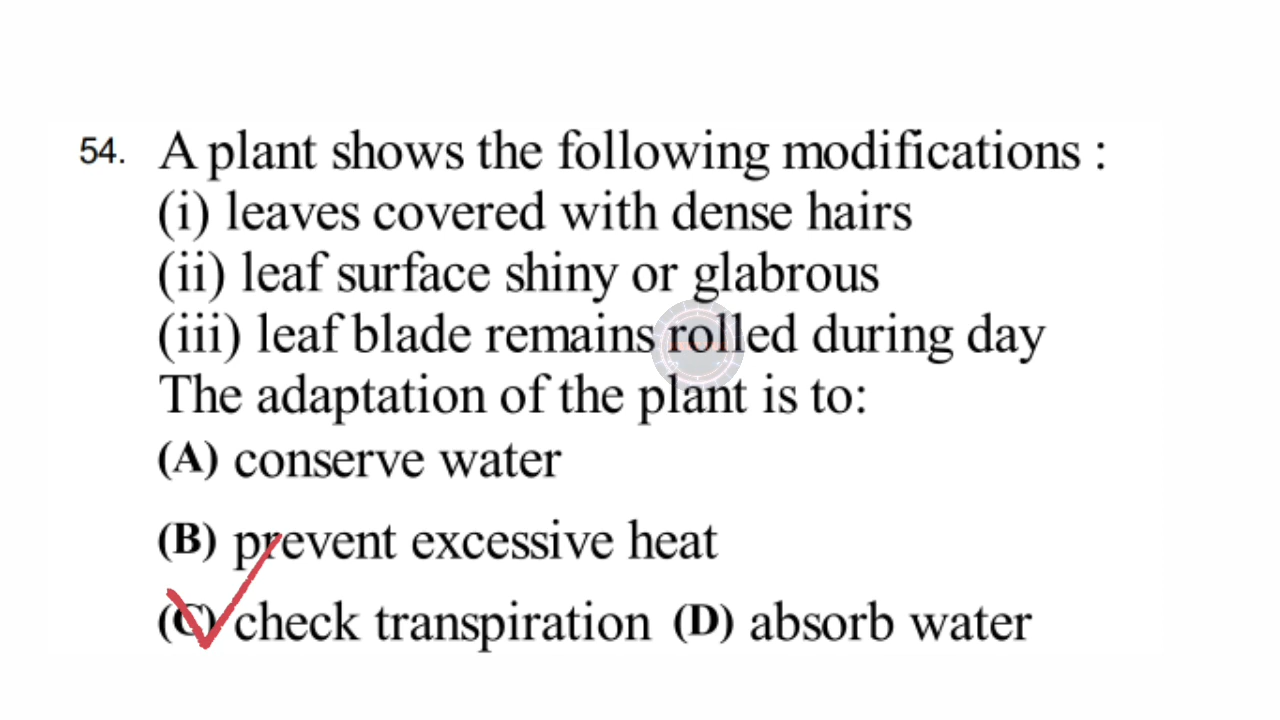 54. A plant shows the following modifications :
(i) leaves covered with dense hairs
(ii) leaf surface shiny or glabrous
(iii) leaf blade remains rolled during day
The adaptation of the plant is to:
(A) conserve water
(B) prevent excessive heat
(C) check transpiration (D) absorb water